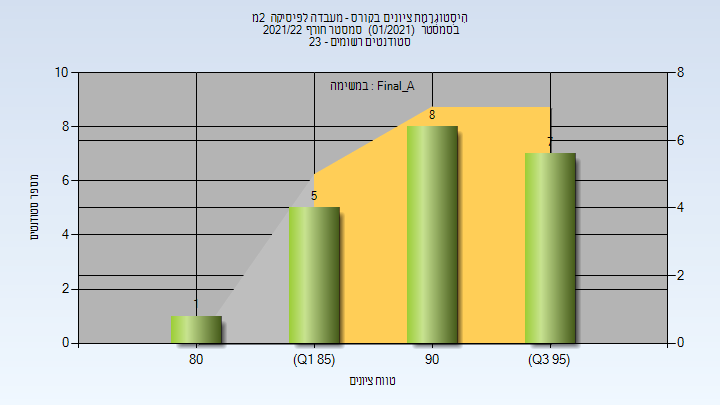 היסטוגרמת ציונים בקורס - מעבדה לפיסיקה 2מ
בסמסטר (01/2021) סמסטר חורף 2021/22
סטודנטים רשומים - 23
במשימה : Final_A
10
8
6
4
2
0
8
6
4
2
0
1
5
8
7
80
(Q1 85)
90
(Q3 95)
מספר סטודנטים
טווח ציונים